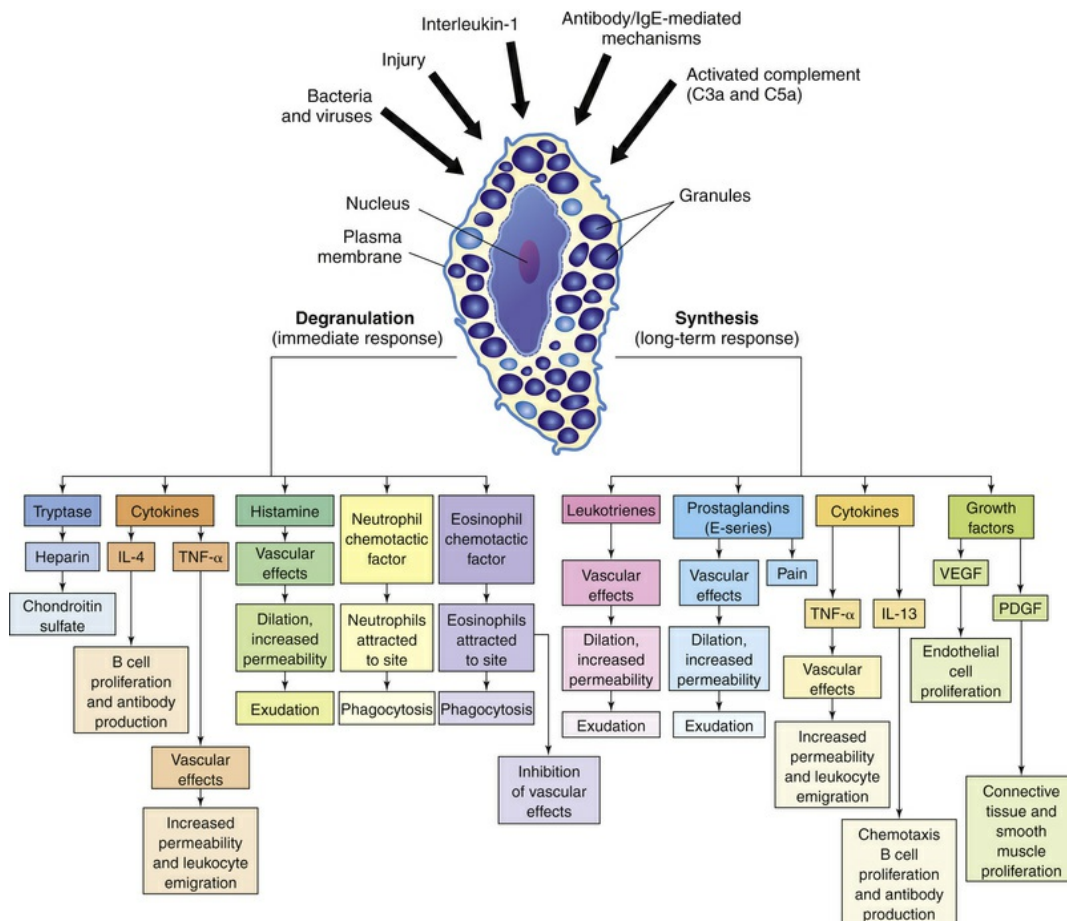 Interleukin-1
Antibody/IgE-mediated
mechanisms
Injury
Activated complement
(C3a and C5a)
Bacteria
and viruses
Nucleus
Granules
Plasma
membrane
Degranulation
(immediate response)
Synthesis
(long-term response)
Tryptase
Heparin
Chondroitin
sulfate
Cytokines
IL-4
B cell
proliferation
and antibody
production
TNF-α
Vascular
effects
Increased
permeability
and leukocyte
emigration
Histamine
Vascular
effects
Dilation,
increased
permeability
Exudation
Neutrophil
chemotactic
factor
Neutrophils
attracted
to site
Phagocytosis
Eosinophil
chemotactic
factor
Eosinophils
attracted
to site
Phagocytosis
Inhibition
of vascular
effects
Leukotrienes
Vascular
effects
Dilation,
increased
permeability
Exudation
Prostaglandins
(E-series)
Vascular
effects
Dilation,
increased
permeability
Exudation
Pain
Cytokines
TNF-α
Vascular
effects
Increased
permeability
and leukocyte
emigration
IL-13
Chemotaxis
B cell
proliferation
and antibody
production
Growth
factors
VEGF
Endothelial
cell
proliferation
PDGF
Connective
tissue and
smooth
muscle
proliferation